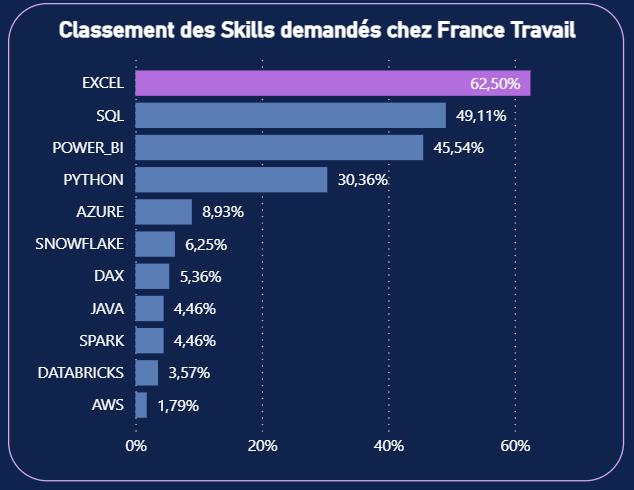 Classement des Skills demandés chez France Travail
EXCEL 62,50%
SQL 49,11%
POWER_BI 45,54%
PYTHON 30,36%
AZURE 8,93%
SNOWFLAKE 6,25%
DAX 5,36%
JAVA 4,46%
SPARK 4,46%
DATABRICKS 3,57%
AWS 1,79%
0% 20% 40% 60%